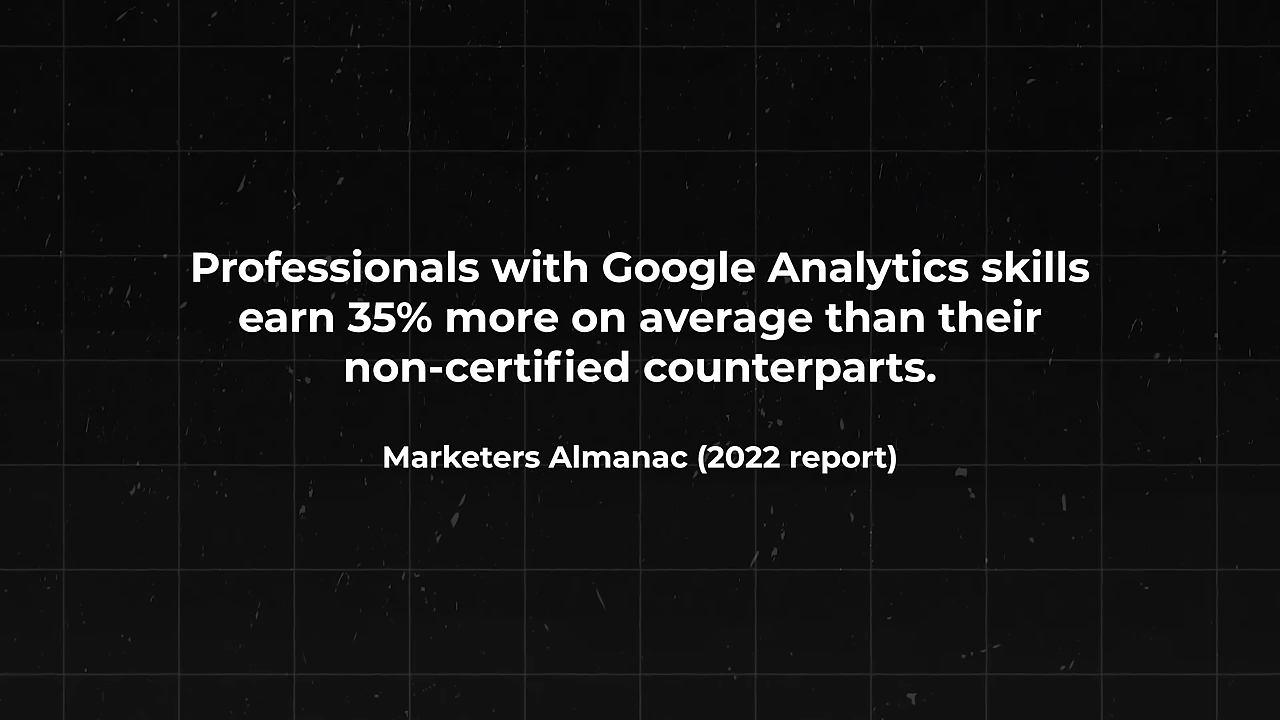 Professionals with Google Analytics skills
earn 35% more on average than their
non-certified counterparts.
Marketers Almanac (2022 report)